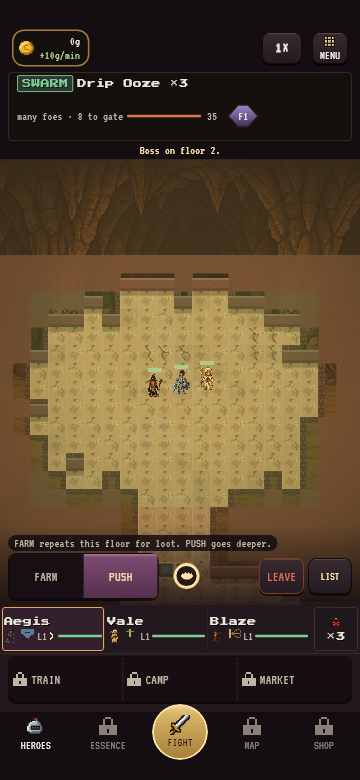 0g
+10g/min
1X
MENU
SWARM Drip Ooze ×3
many foes · 8 to gate 35 F1
Boss on floor 2.
FARM repeats this floor for loot. PUSH goes deeper.
FARM PUSH LEAVE LIST
Aegis Vale Blaze
L1 L1 L1 ×3
TRAIN CAMP MARKET
HEROES ESSENCE FIGHT MAP SHOP